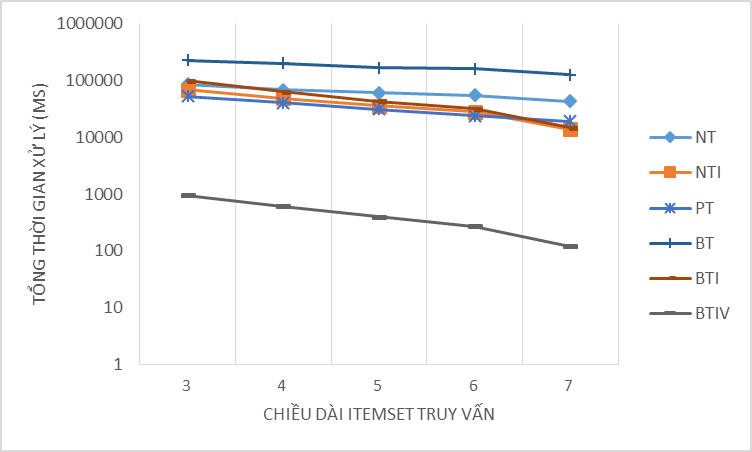 1000000
100000
10000
1000
100
10
1
TỔNG THỜI GIAN XỬ LÝ (MS)
3 4 5 6 7
CHIỀU DÀI ITEMSET TRUY VẤN
NT
NTI
PT
BT
BTI
BTIV